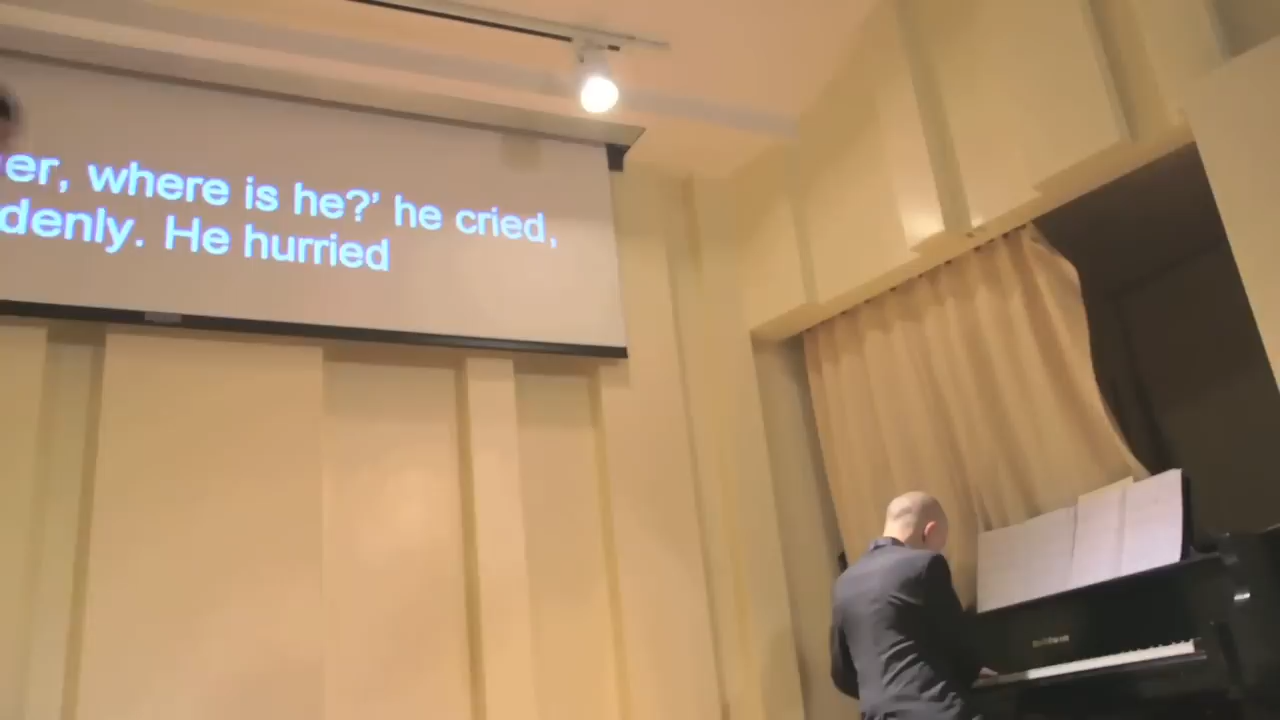 er, where is he?’ he cried,
denly. He hurried